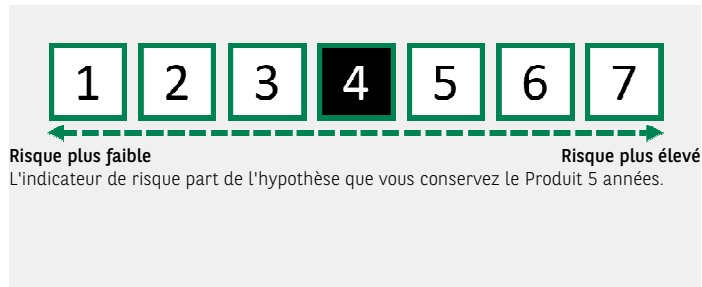 1 2 3 4 5 6 7
Risque plus faible Risque plus élevé
L'indicateur de risque part de l'hypothèse que vous conservez le Produit 5 années.